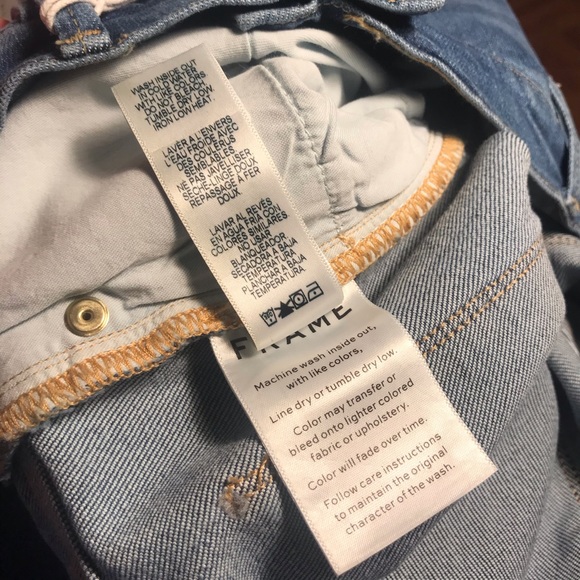 WASH INSIDE OUT
IN COLD WATER
WITH LIKE COLORS
DO NOT BLEACH
TUMBLE DRY LOW
IRON LOW HEAT.
LAVER A L'ENVERS
L'EAU FROIDE AVEC
DES COULERUS
SEMBLABLES
NE PAS JAVELLISER
SECHELINGE DOUX
REPASSAGE A FER
DOUX.
LAVAR AL REVÉS
EN AGUA FRIA CON
COLORES SIMILARES.
NO USAR
BLANQUEADOR
SECADORA A BAJA
TEMPERATURA
PLANCHAR A BAJA
TEMPERATURA
FRAME
Machine wash inside out,
with like colors,
Line dry or tumble dry low.
Color may transfer or
bleed onto lighter colored
fabric or upholstery.
Color will fade over time.
Follow care instructions
to maintain the original
character of the wash.